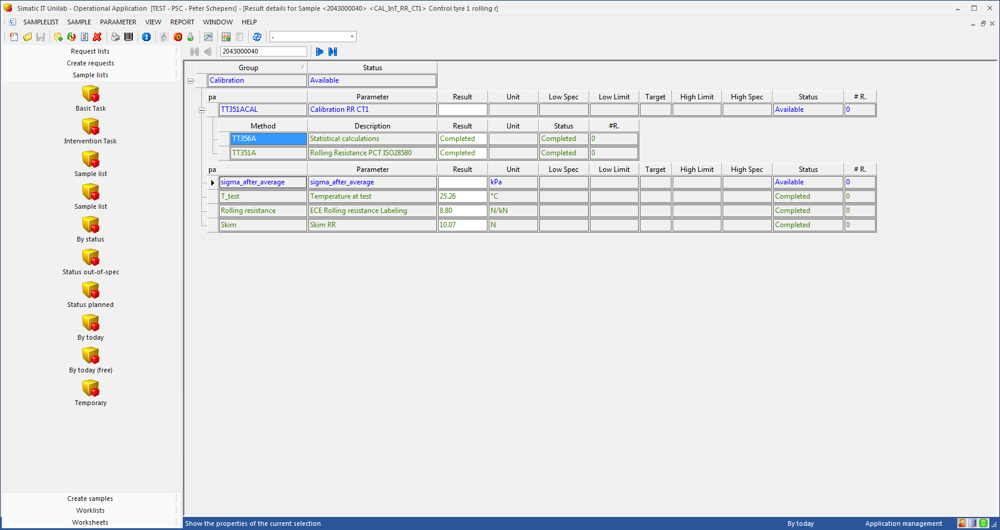 Simatic IT Unilab - Operational Application [TEST - PSC - Peter Schepens] - [Result details for Sample <2043000040> <CAL_InT_RR_CT1> Control tyre 1 rolling r]
SAMPLELIST SAMPLE PARAMETER VIEW REPORT WINDOW HELP
-
Request lists
Create requests
Sample lists
Basic Task
Intervention Task
Sample list
Sample list
By status
Status out-of-spec
Status planned
By today
By today (free)
Temporary
Create samples
Worklists
Worksheets
2043000040
Group Status
Calibration Available
pa Parameter Result Unit Low Spec Low Limit Target High Limit High Spec Status # R.
TT351ACAL Calibration RR CT1 Available 0
Method Description Result Unit Status #R.
TT356A Statistical calculations Completed Completed 0
TT351A Rolling Resistance PCT ISO28580 Completed Completed 0
pa Parameter Result Unit Low Spec Low Limit Target High Limit High Spec Status # R.
sigma_after_average sigma_after_average kPa Available 0
T_test Temperature at test 25.26 °C Completed 0
Rolling resistance ECE Rolling resistance Labeling 8.80 N/kN Completed 0
Skim Skim RR 10.07 N Completed 0
Show the properties of the current selection By today Application management